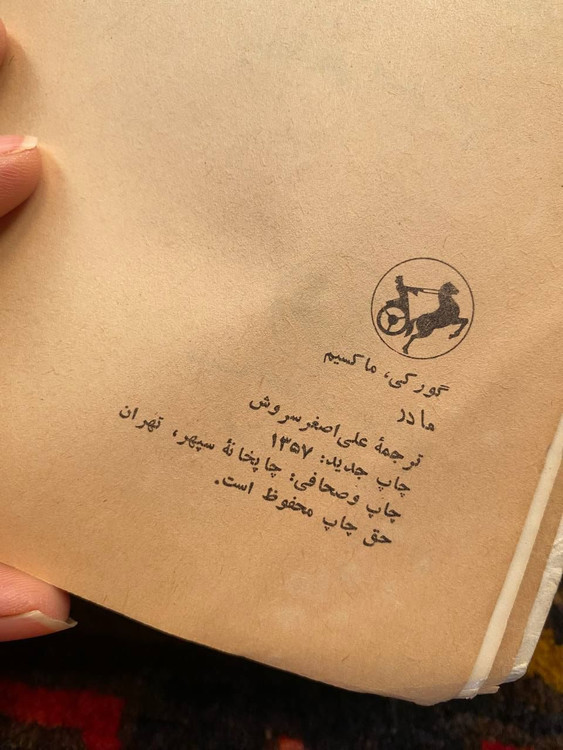 گورکی، ماکسیم
مادر
ترجمهٔ علی‌اصغر سروش
چاپ جدید: ۱۳۵۷
چاپ وصحافی: چاپخانهٔ سپهر، تهران
حق چاپ محفوظ است.